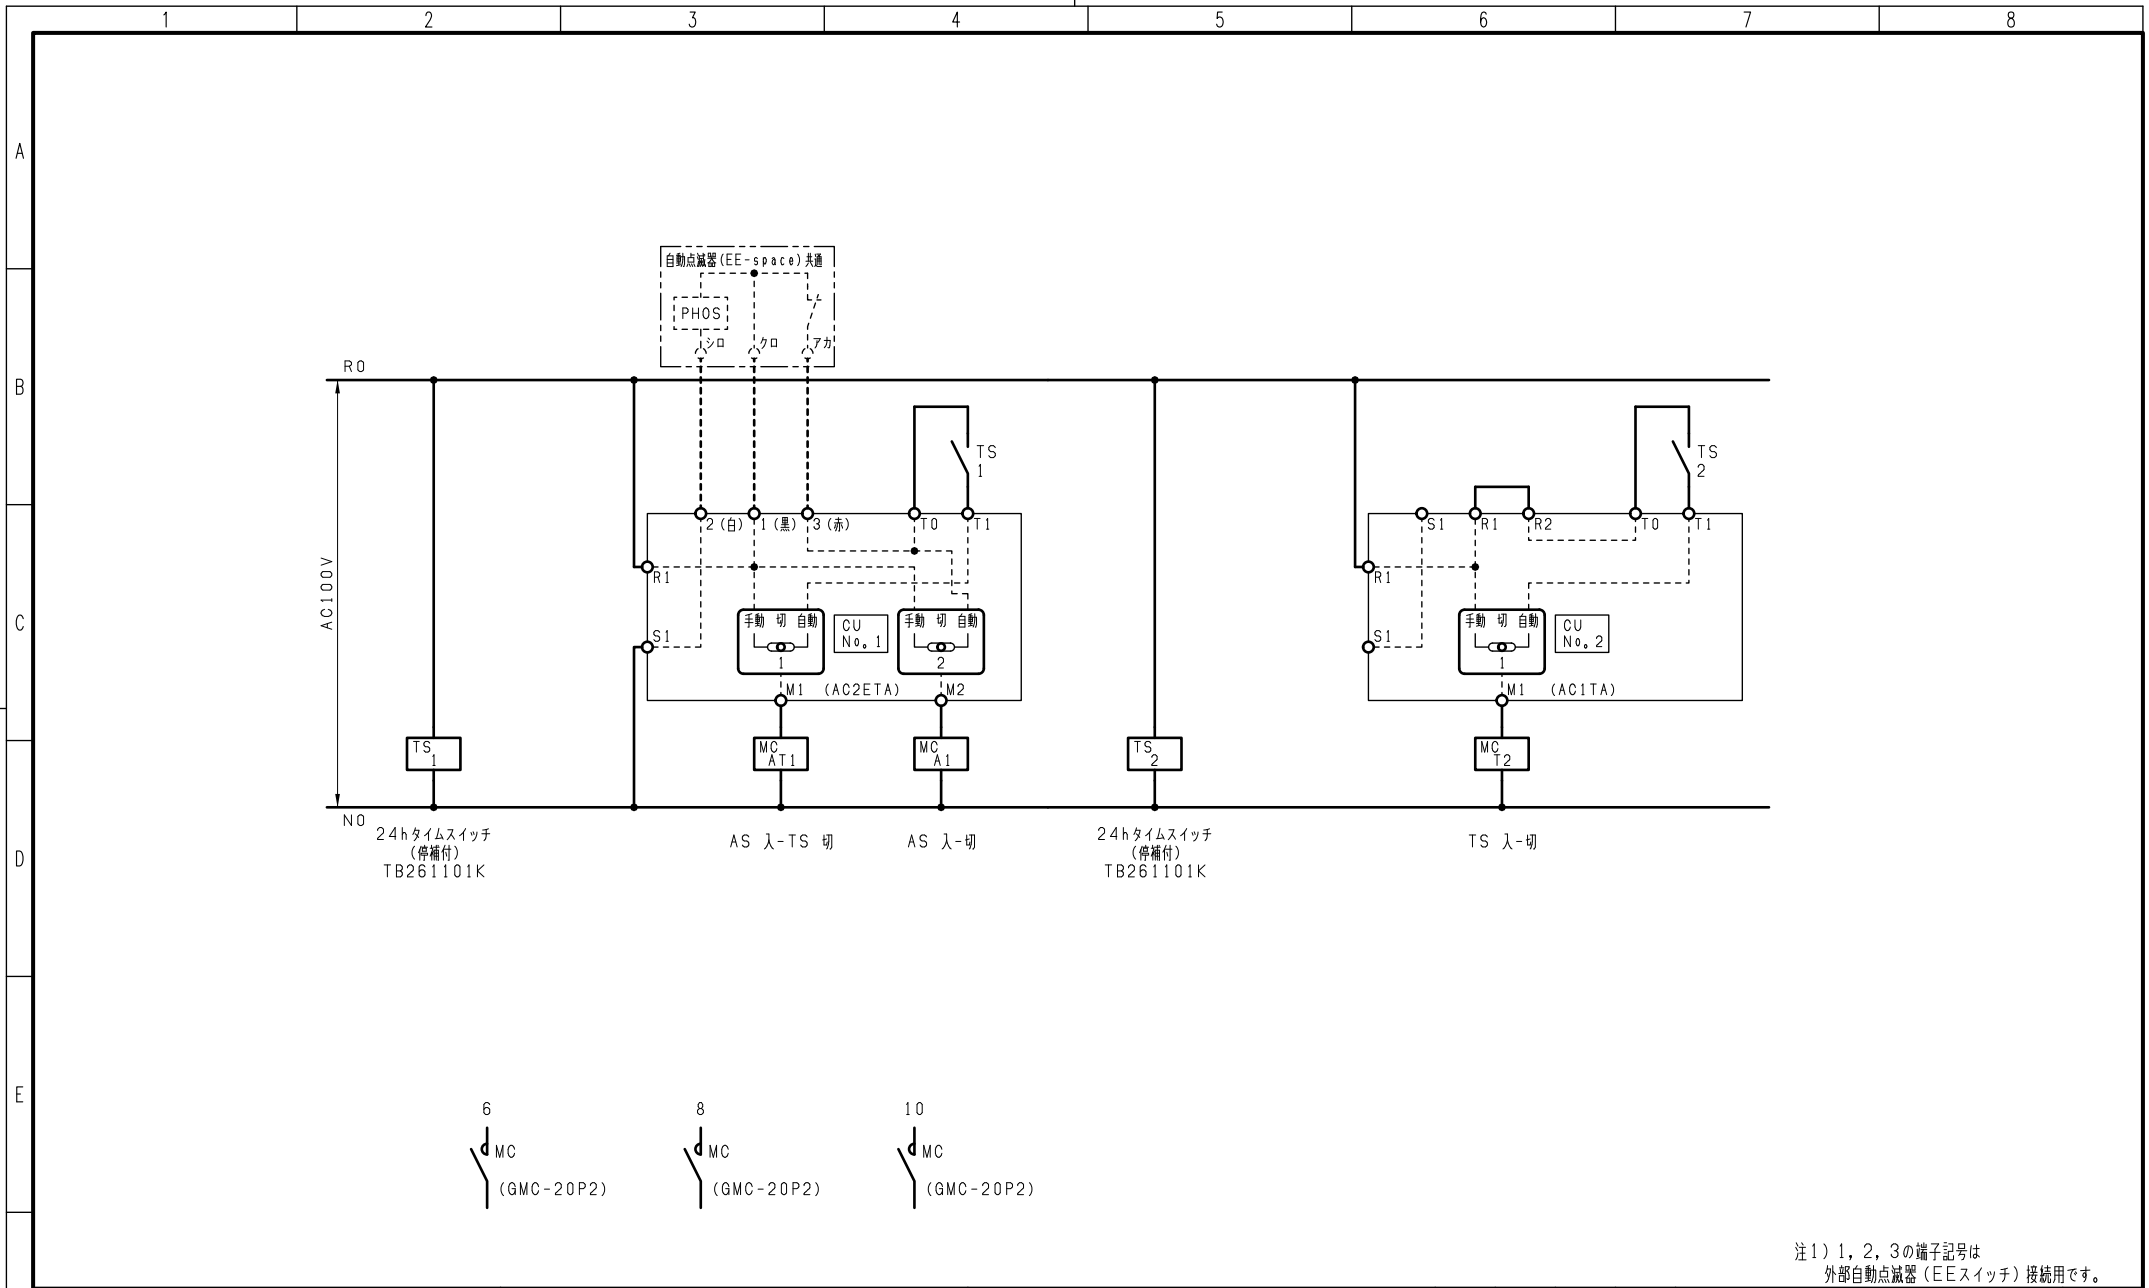 1 2 3 4 5 6 7 8
A
B
C
D
E
自動点滅器(EE-space)共通
PHOS
シロ クロ アカ
R0
AC100V
N0
TS
1
TS
2
2(白) 1(黒) 3(赤) T0 T1
S1 R1 R2 T0 T1
R1
R1
手動 切 自動
1
CU
No。1
手動 切 自動
2
手動 切 自動
1
CU
No。2
S1
S1
M1 (AC2ETA) M2
M1 (AC1TA)
TS
1
MC
AT1
MC
A1
TS
2
MC
T2
24hタイムスイッチ
(停補付)
TB261101K
AS 入-TS 切
AS 入-切
24hタイムスイッチ
(停補付)
TB261101K
TS 入-切
6
MC
(GMC-20P2)
8
MC
(GMC-20P2)
10
MC
(GMC-20P2)
注1)1,2,3の端子記号は
外部自動点滅器(EEスイッチ)接続用です。